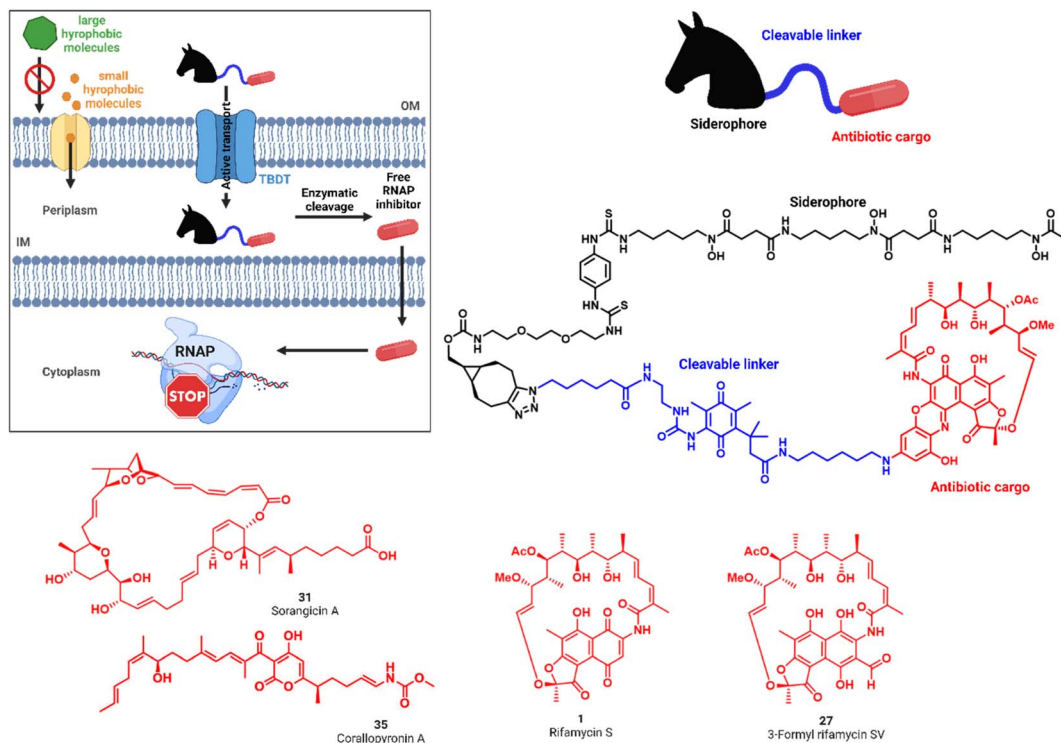 large
hyrophobic
molecules
small
hyrophobic
molecules
OM
Active transport
TBDT
Periplasm
Enzymatic
cleavage
Free
RNAP
inhibitor
IM
Cytoplasm
RNAP
STOP
Cleavable linker
Siderophore
Antibiotic cargo
Siderophore
Cleavable linker
Antibiotic cargo
31
Sorangicin A
35
Corallopyronin A
1
Rifamycin S
27
3-Formyl rifamycin SV